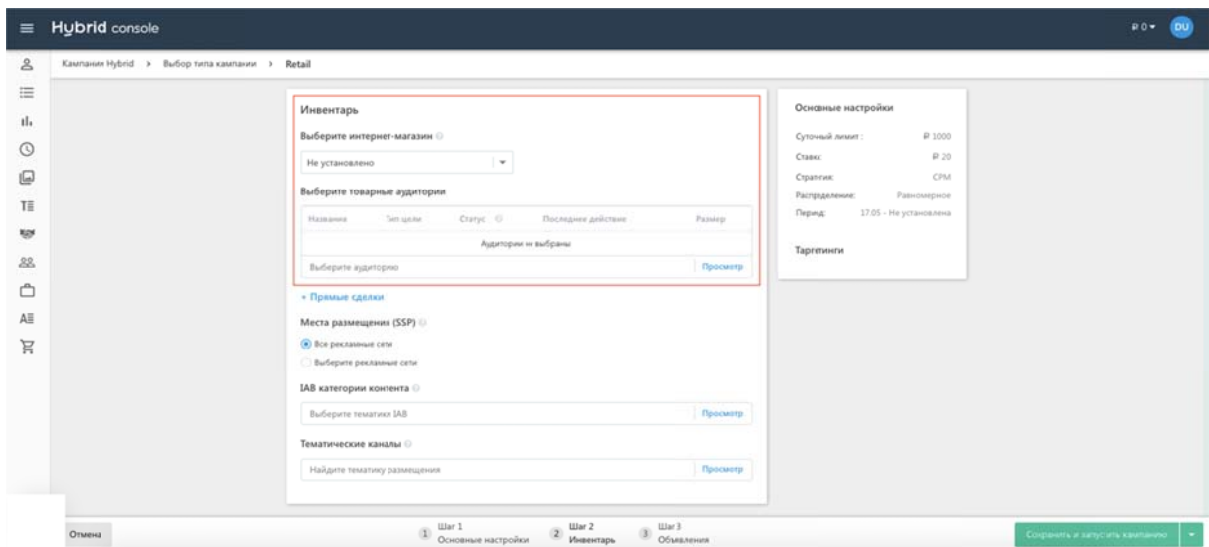 Hybrid console
₽ 0
DU
Кампании Hybrid > Выбор типа кампании > Retail
Инвентарь
Выберите интернет-магазин
Не установлено
Выберите товарные аудитории
Название Тип цели Статус Последнее действие Размер
Аудитории не выбраны
Выберите аудиторию Просмотр
+ Прямые сделки
Места размещения (SSP)
Все рекламные сети
Выберите рекламные сети
IAB категории контента
Выберите тематики IAB Просмотр
Тематические каналы
Найдите тематику размещения Просмотр
Основные настройки
Суточный лимит : ₽ 1000
Ставка: ₽ 20
Стратегия: CPM
Распределение: Равномерное
Период: 17.05 - Не установлена
Таргетинги
Отмена
1 Шаг 1
Основные настройки
2 Шаг 2
Инвентарь
3 Шаг 3
Объявления
Сохранить и запустить кампанию